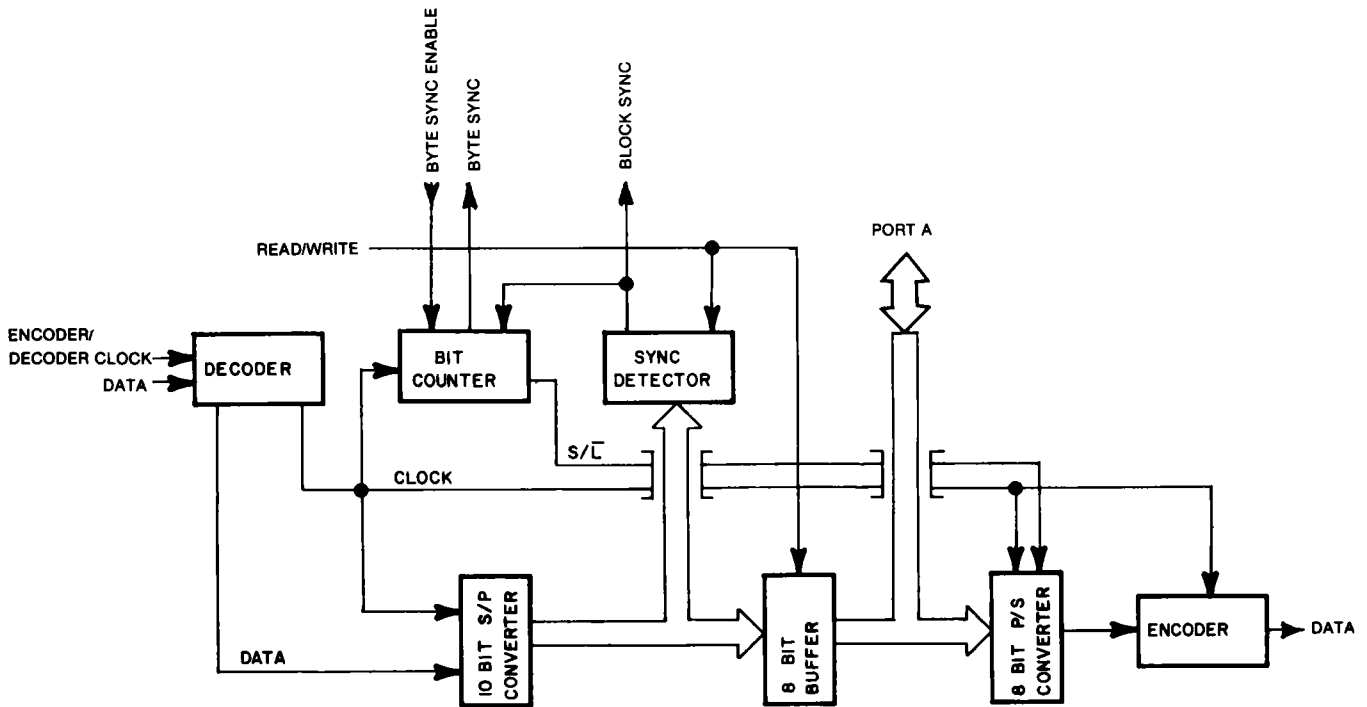 BYTE SYNC ENABLE
BYTE SYNC
BLOCK SYNC
READ/WRITE
PORT A
ENCODER/
DECODER CLOCK
DATA
DECODER
BIT
COUNTER
SYNC
DETECTOR
S/L̅
CLOCK
DATA
10 BIT S/P
CONVERTER
8 BIT
BUFFER
8 BIT P/S
CONVERTER
ENCODER
DATA